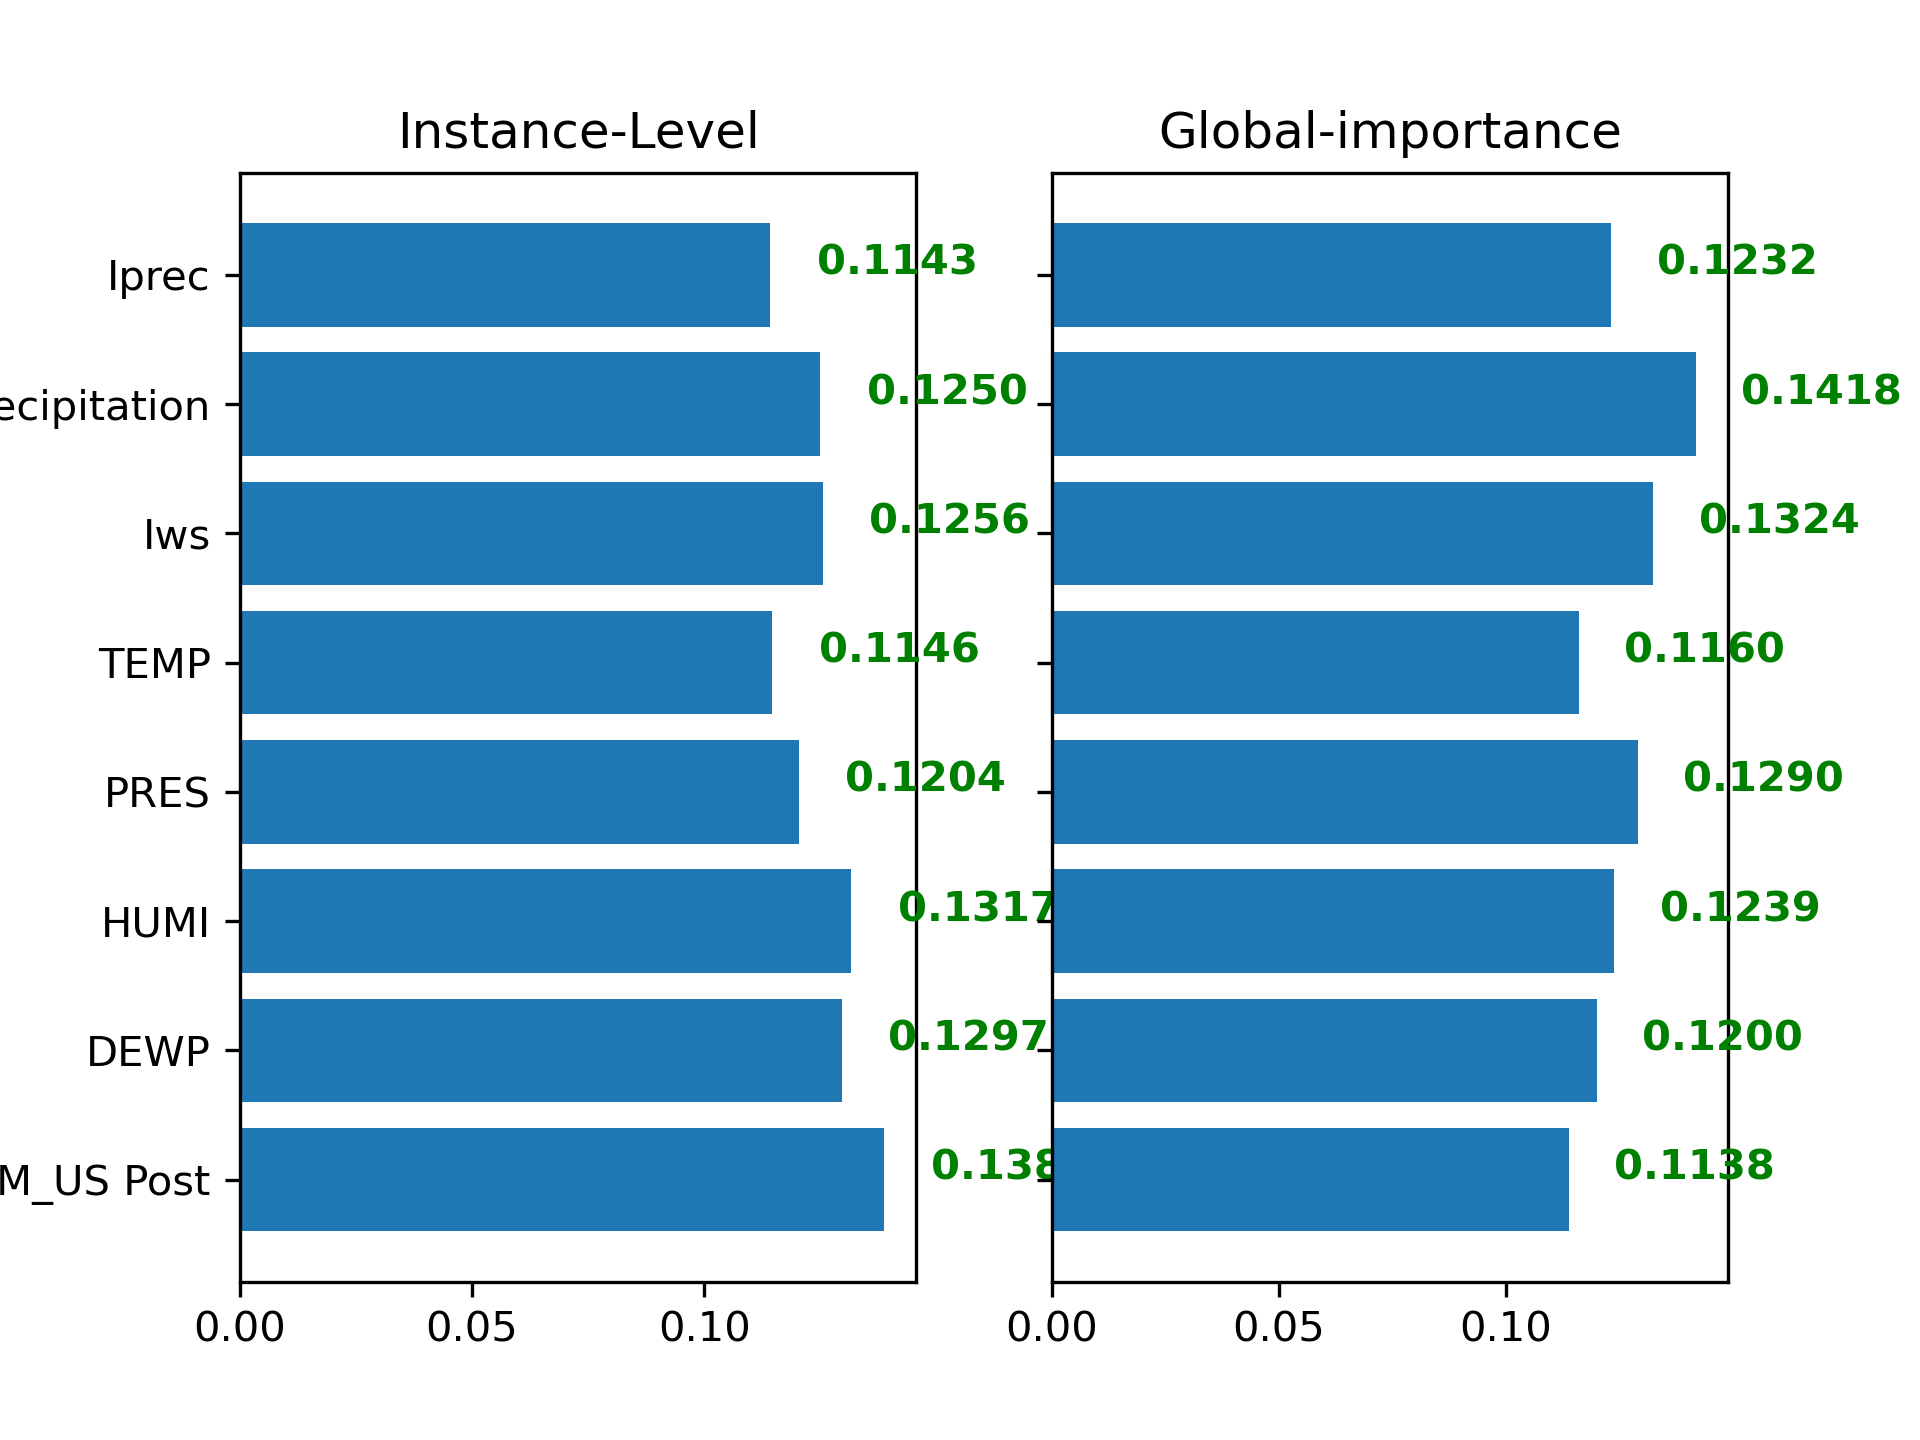 Instance-Level
Iprec
ecipitation
Iws
TEMP
PRES
HUMI
DEWP
M_US Post
0.1143
0.1250
0.1256
0.1146
0.1204
0.1317
0.1297
0.138
0.00 0.05 0.10
Global-importance
0.1232
0.1418
0.1324
0.1160
0.1290
0.1239
0.1200
0.1138
0.00 0.05 0.10